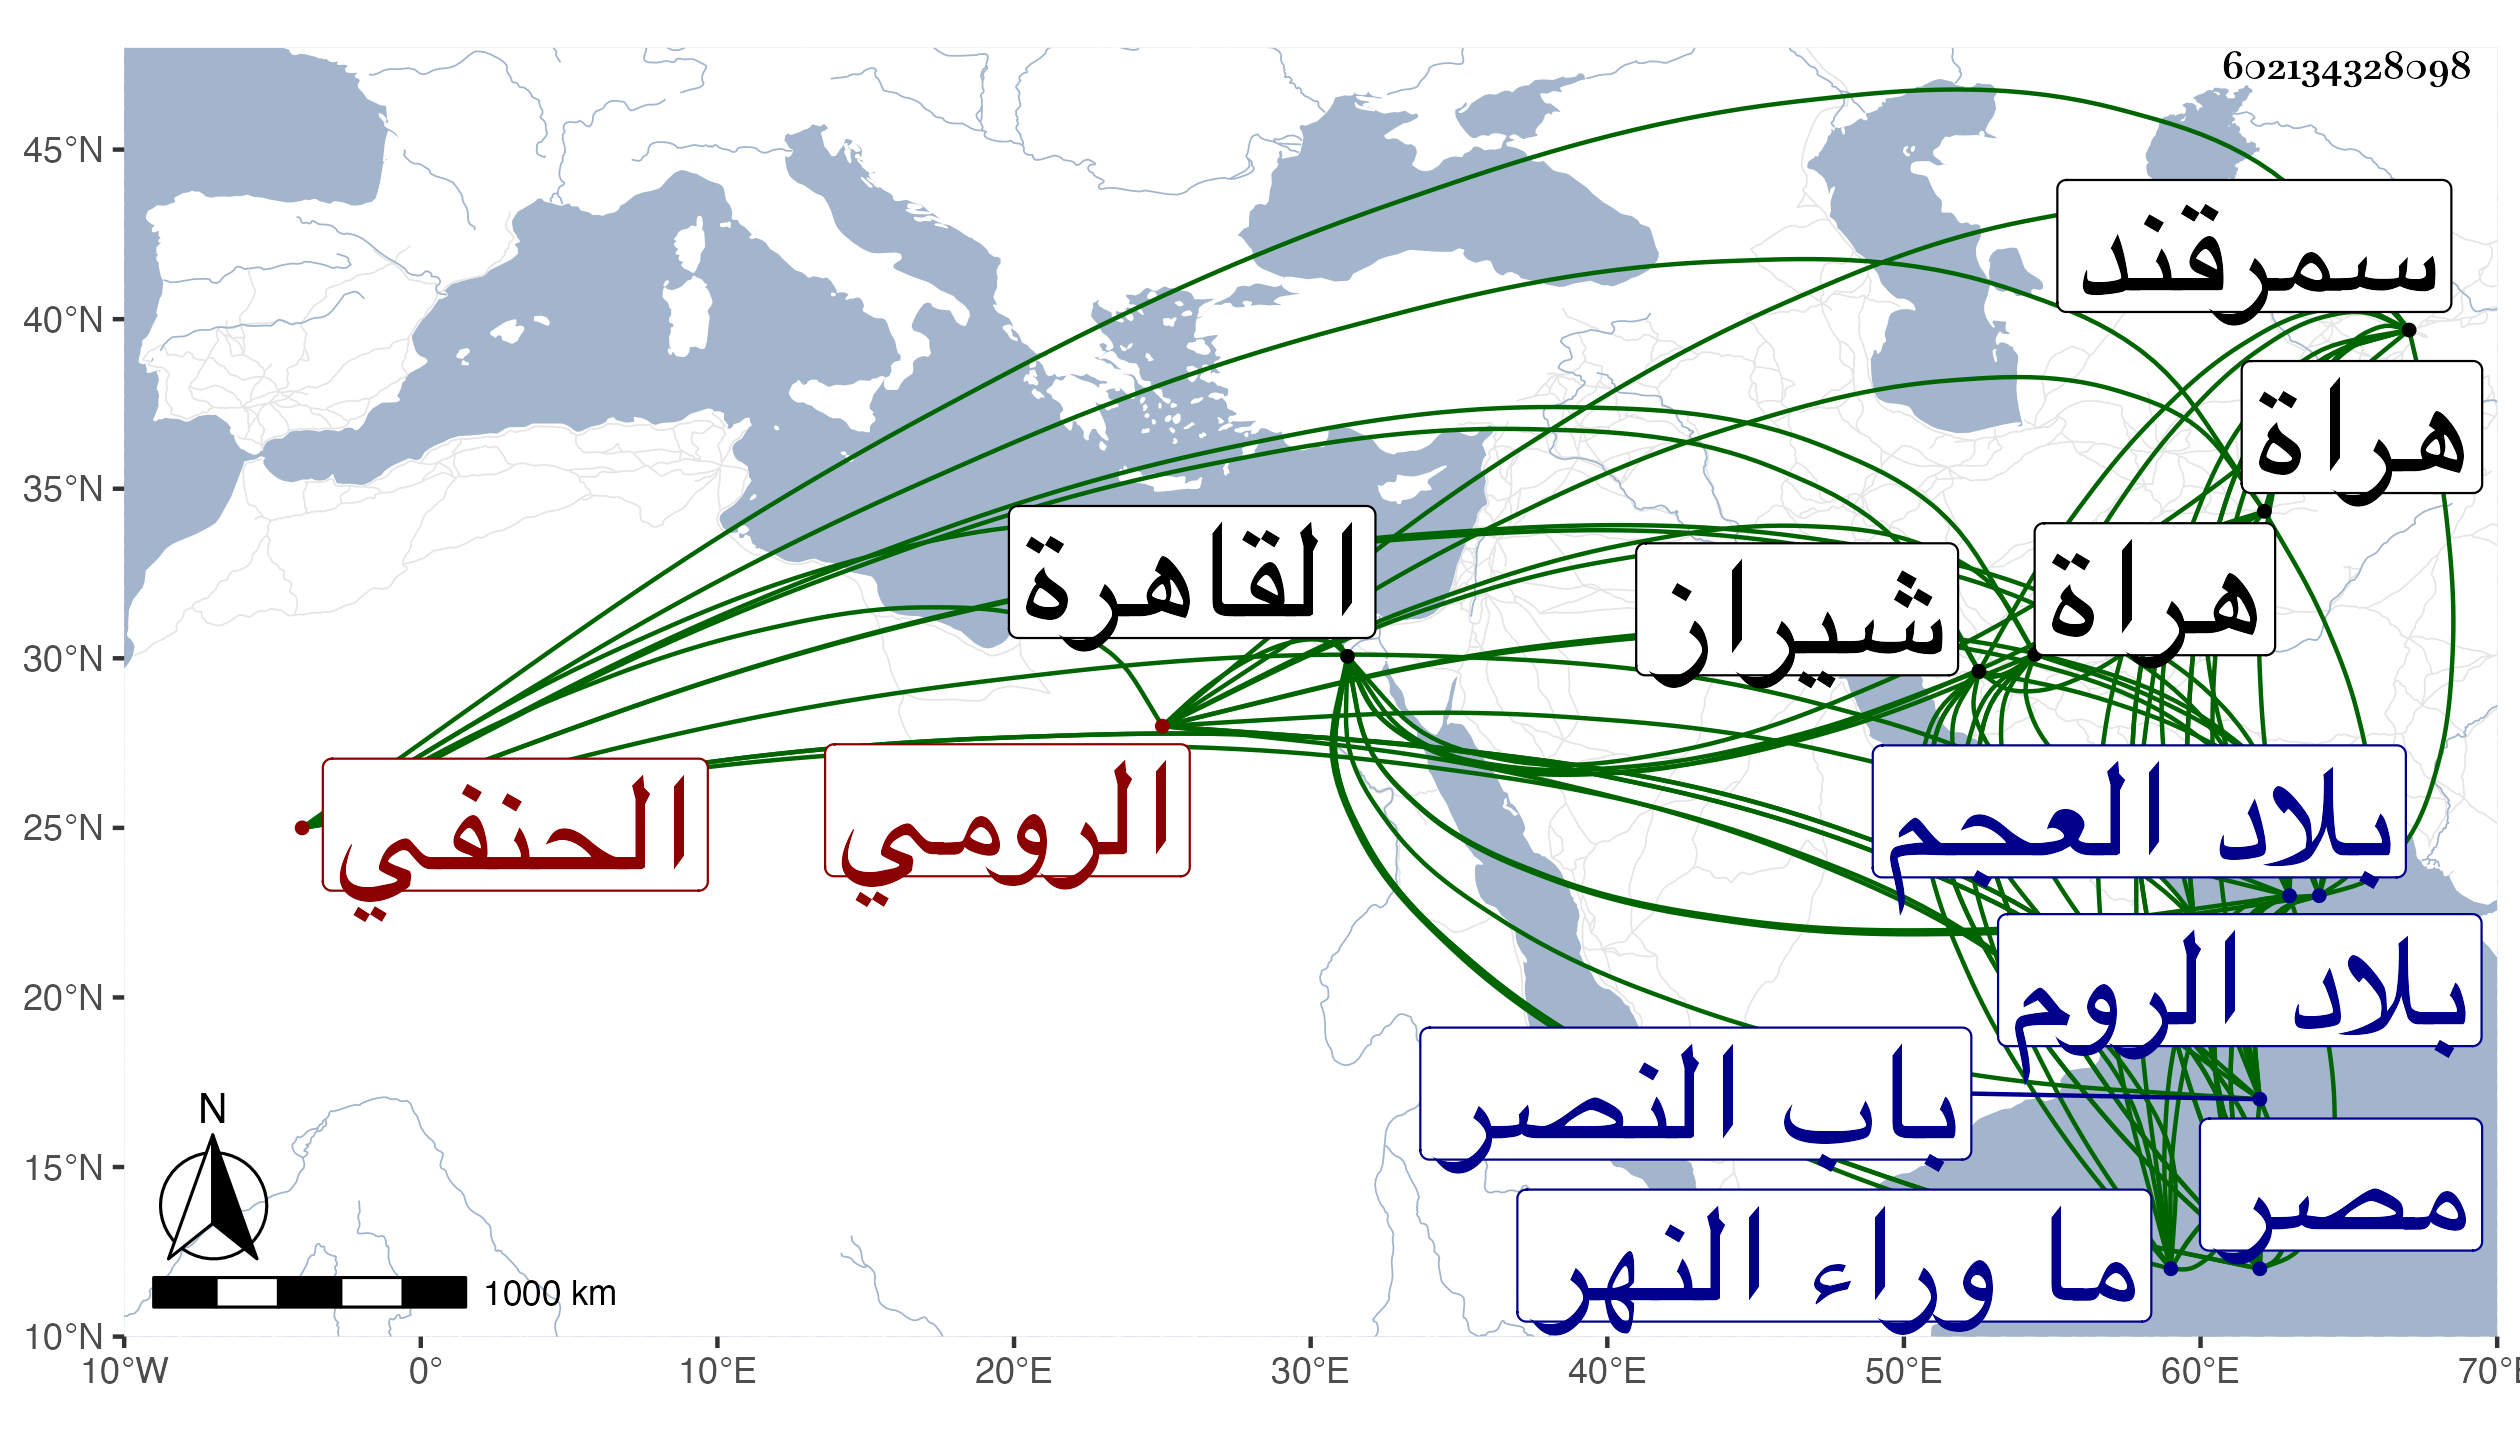 602134328098
45°N
40°N
35°N
30°N
25°N
20°N
15°N
10°N
10°W
0°
10°E
20°E
30°E
40°E
50°E
60°E
70°E
سمرقند
هراة
القاهرة
شيراز
هراة
الحنفي
الرومي
بلاد العجم
بلاد الروم
باب النصر
مصر
ما وراء النهر
N
1000 km